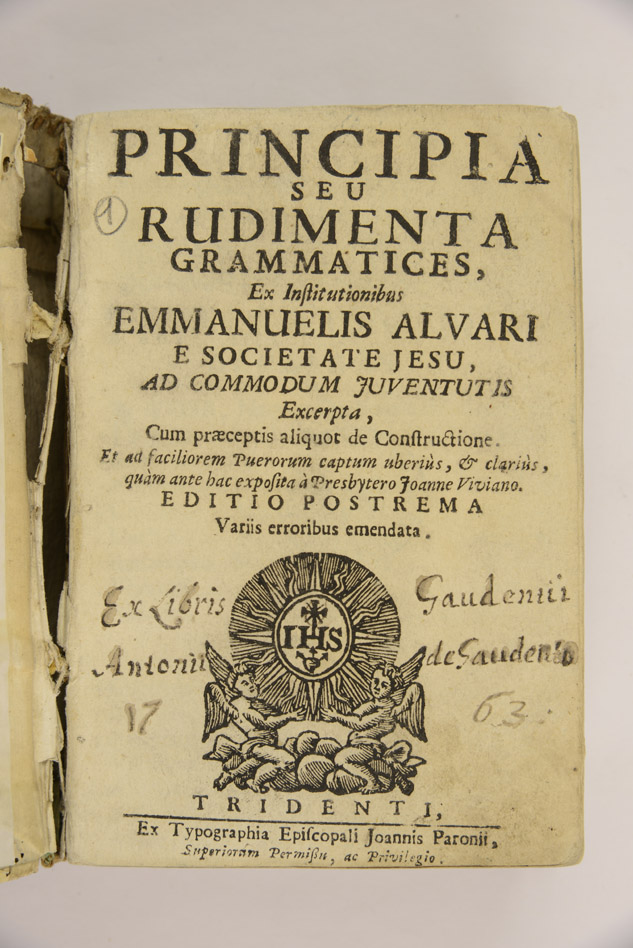 PRINCIPIA
SEU
1
RUDIMENTA
GRAMMATICES,
Ex Inſtitutionibus
EMMANUELIS ALVARI
E SOCIETATE JESU,
AD COMMODUM JUVENTUTIS
Excerpta,
Cum præceptis aliquot de Conſtructione.
Et ad faciliorem Puerorum captum uberiùs, & clariùs,
quàm ante hac expoſita à Presbytero Joanne Viviano.
EDITIO POSTREMA
Variis erroribus emendata.
Ex Libris Gaudentii
IHS
Antonii de Gaudentis
17 63.
TRIDENTI,
Ex Typographia Epiſcopali Joannis Paronii,
Superiorum Permiſſu, ac Privilegio.